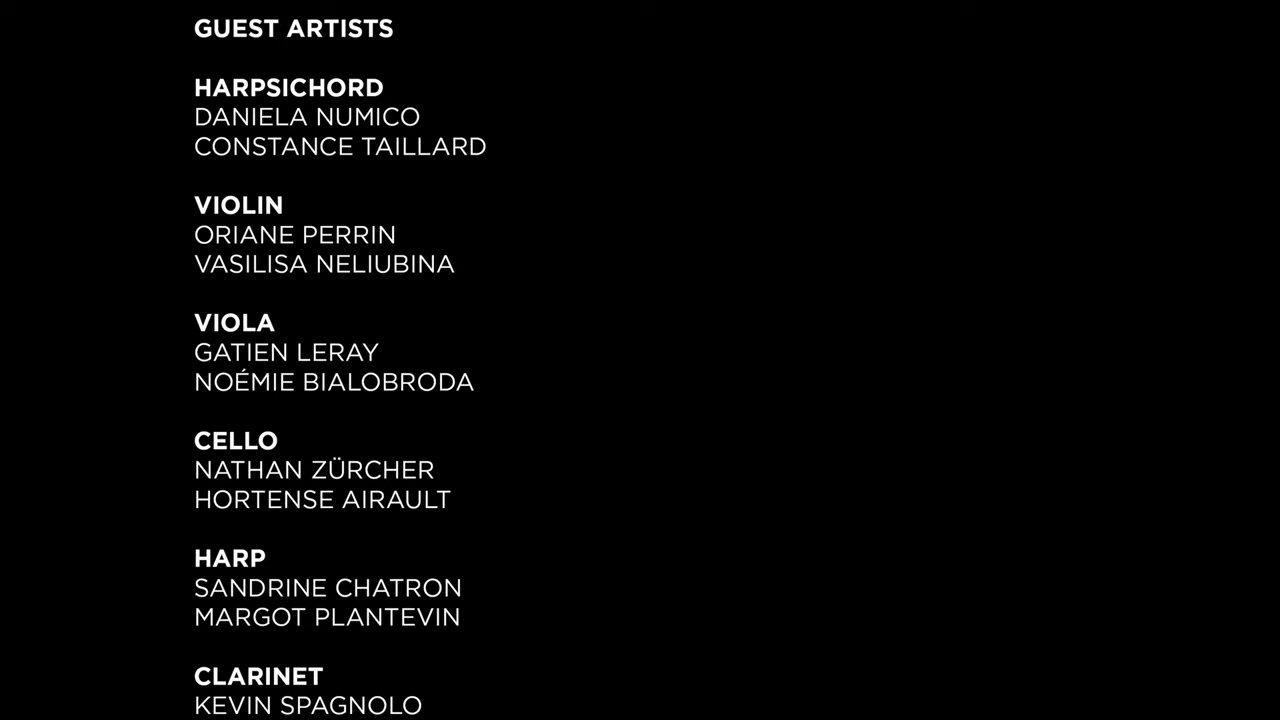 GUEST ARTISTS
HARPSICHORD
DANIELA NUMICO
CONSTANCE TAILLARD
VIOLIN
ORIANE PERRIN
VASILISA NELIUBINA
VIOLA
GATIEN LERAY
NOÉMIE BIALOBRODA
CELLO
NATHAN ZÜRCHER
HORTENSE AIRAULT
HARP
SANDRINE CHATRON
MARGOT PLANTEVIN
CLARINET
KEVIN SPAGNOLO